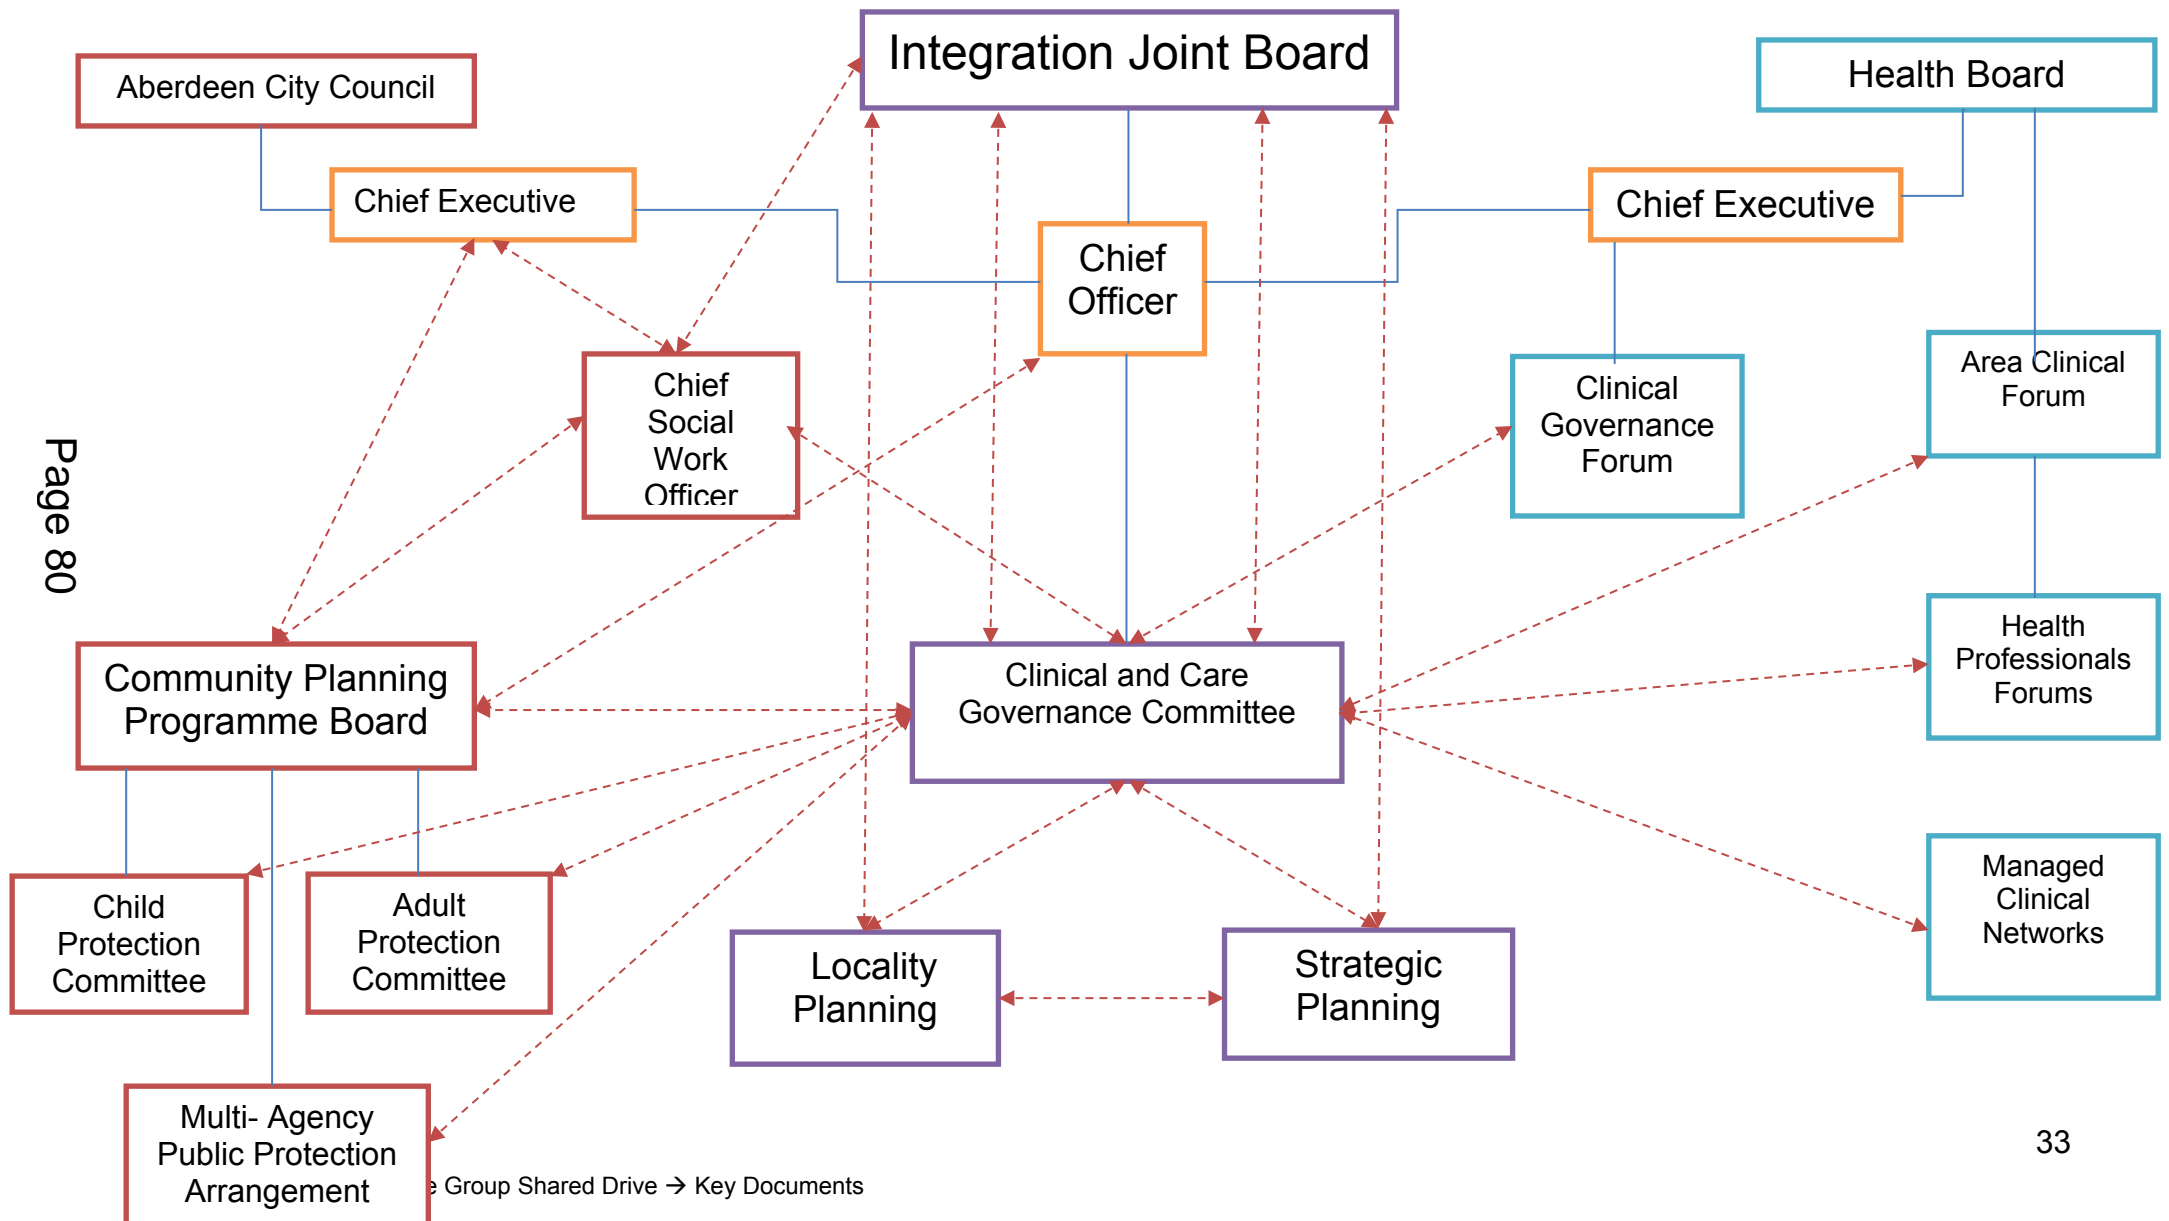 Integration Joint Board
Aberdeen City Council
Health Board
Chief Executive
Chief Executive
Chief
Officer
Chief
Social
Work
Officer
Clinical
Governance
Forum
Area Clinical
Forum
Page 80
Health
Professionals
Forums
Community Planning
Programme Board
Clinical and Care
Governance Committee
Managed
Clinical
Networks
Child
Protection
Committee
Adult
Protection
Committee
Locality
Planning
Strategic
Planning
Multi- Agency
Public Protection
Arrangement
33
e Group Shared Drive → Key Documents